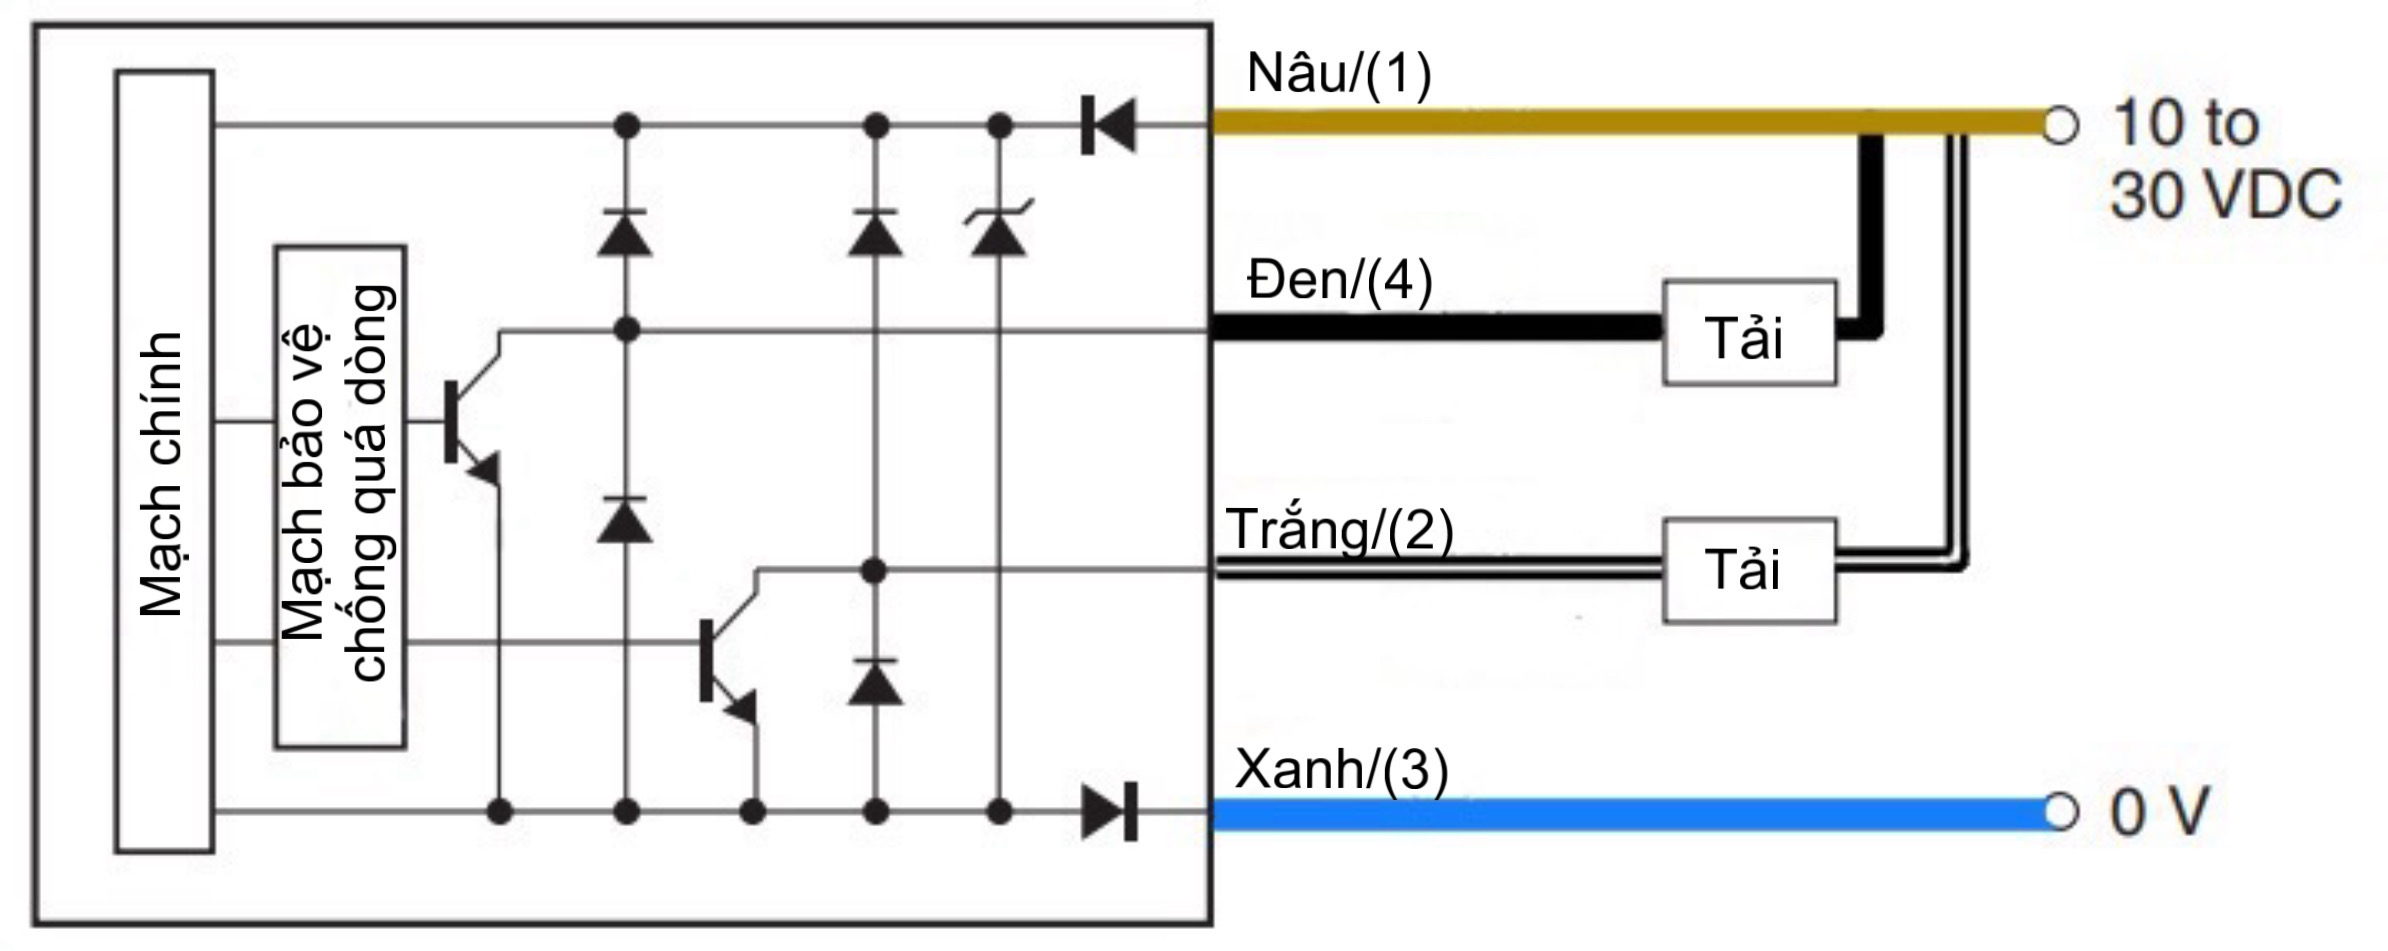 Mạch chính
Mạch bảo vệ
chống quá dòng
Nâu/(1)
10 to
30 VDC
Đen/(4)
Tải
Trắng/(2)
Tải
Xanh/(3)
0 V